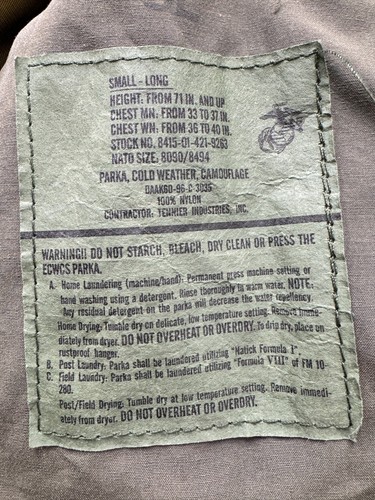 SMALL - LONG
HEIGHT: FROM 71 IN. AND UP
CHEST MN: FROM 33 TO 37 IN.
CHEST WN: FROM 36 TO 40 IN.
STOCK NO. 8415-01-421-9263
NATO SIZE: 8090/8494
PARKA, COLD WEATHER, CAMOUFLAGE
DAAK60-96-C-3035
100% NYLON
CONTRACTOR: TENNIER INDUSTRIES, INC.
WARNING!! DO NOT STARCH, BLEACH, DRY CLEAN OR PRESS THE
ECWCS PARKA.
A. Home Laundering (machine/hand): Permanent press machine setting or
hand washing using a detergent. Rinse thoroughly in warm water. NOTE:
Any residual detergent on the parka will decrease the water repellency.
Home Drying: Tumble dry on delicate, low temperature setting. Remove imme-
diately from dryer. DO NOT OVERHEAT OR OVERDRY. To drip dry, place on
rustproof hanger.
B. Post Laundry: Parka shall be laundered utilizing "Natick Formula I"
C. Field Laundry: Parka shall be laundered utilizing "Formula VIII" of FM 10-
280.
Post/Field Drying: Tumble dry at low temperature setting. Remove immedi-
ately from dryer. DO NOT OVERHEAT OR OVERDRY.